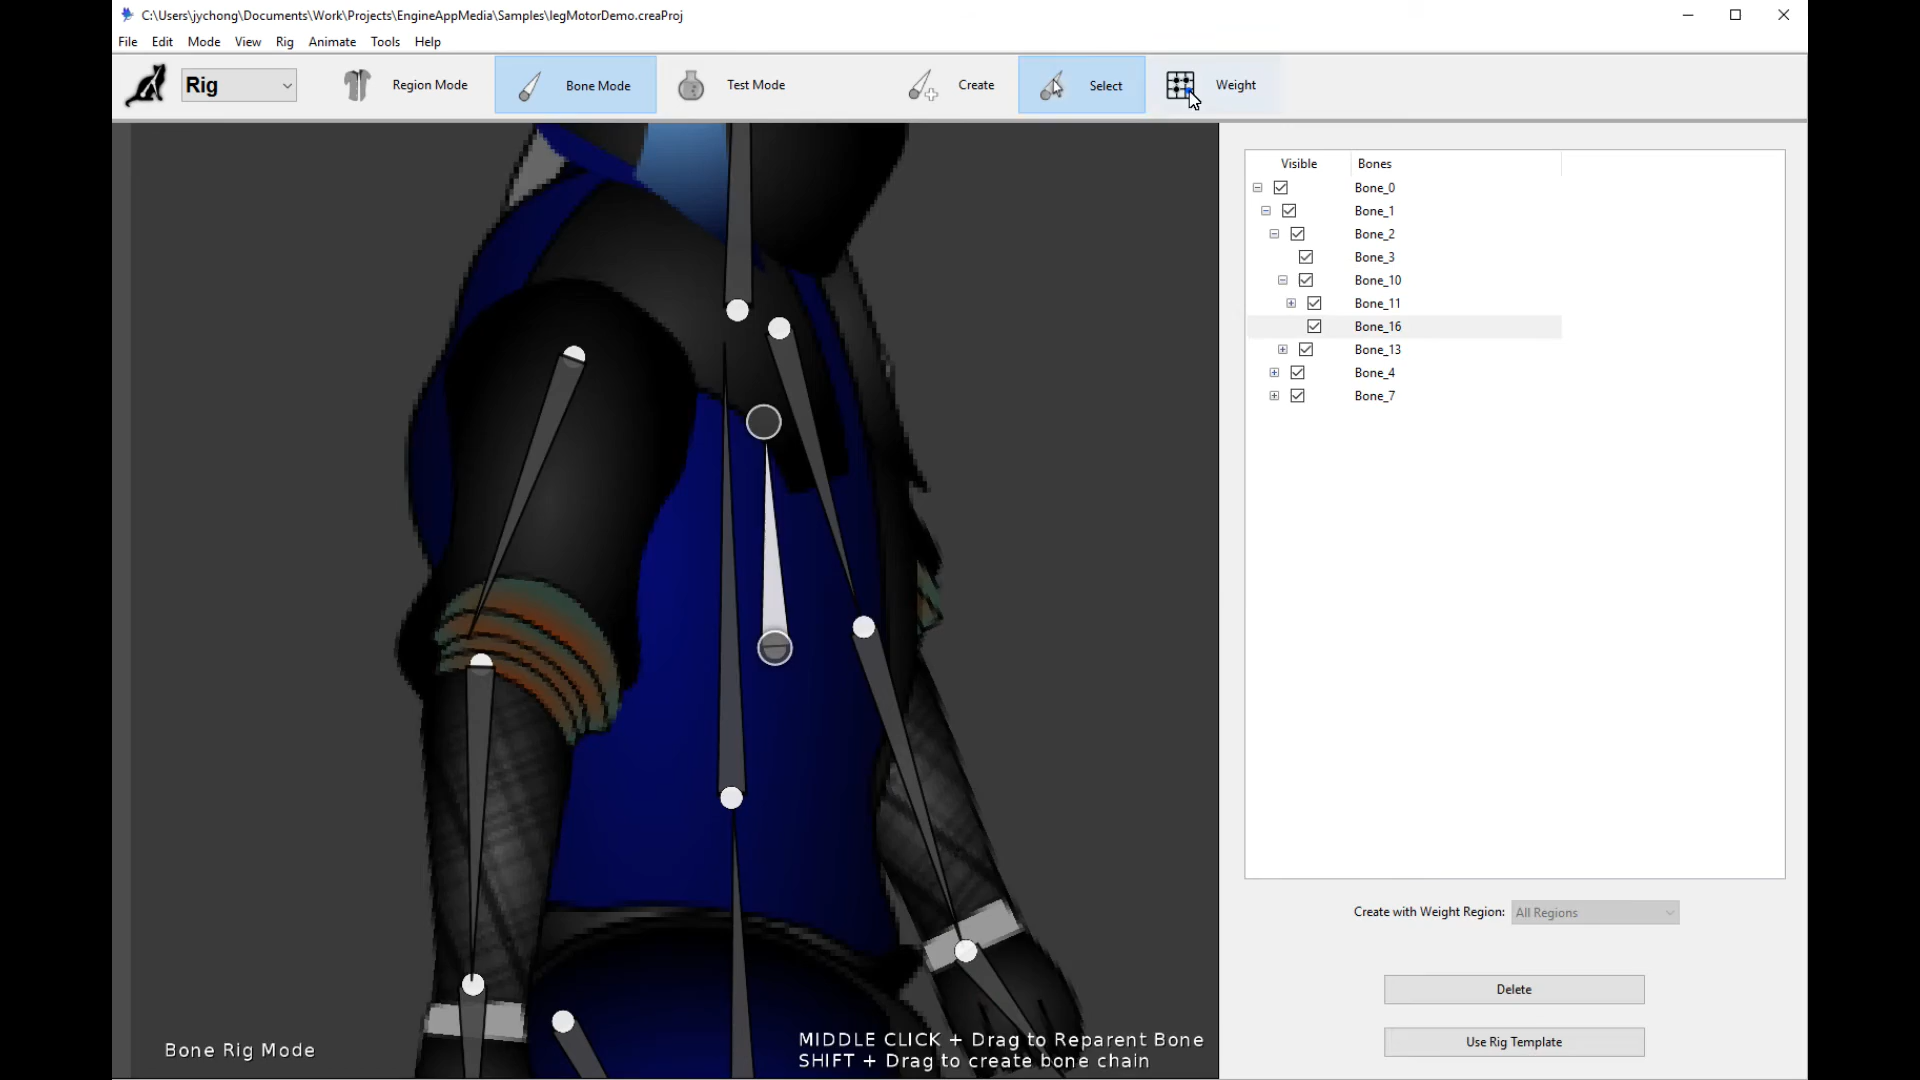 C:\Users\jychong\Documents\Work\Projects\EngineAppMedia\Samples\legMotorDemo.creaProj
File Edit Mode View Rig Animate Tools Help
Rig Region Mode Bone Mode Test Mode Create Select Weight
Visible Bones
Bone_0
Bone_1
Bone_2
Bone_3
Bone_10
Bone_11
Bone_16
Bone_13
Bone_4
Bone_7
Create with Weight Region: All Regions
Delete
Use Rig Template
Bone Rig Mode
MIDDLE CLICK + Drag to Reparent Bone
SHIFT + Drag to create bone chain